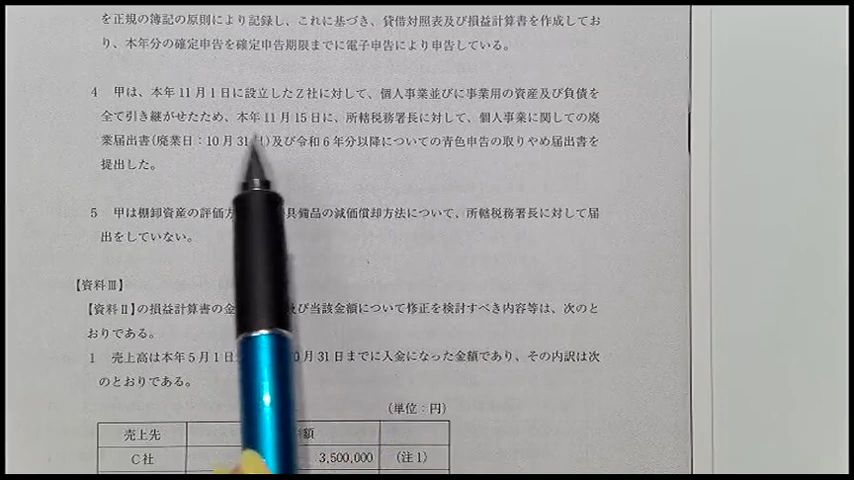 を正規の簿記の原則により記録し、これに基づき、貸借対照表及び損益計算書を作成してお
り、本年分の確定申告を確定申告期限までに電子申告により申告している。
4 甲は、本年 11 月 1 日に設立したＺ社に対して、個人事業並びに事業用の資産及び負債を
全て引き継がせたため、本年 11 月 15 日に、所轄税務署長に対して、個人事業に関しての廃
業届出書(廃業日：10 月 31日)及び令和 6 年分以降についての青色申告の取りやめ届出書を
提出した。
5 甲は棚卸資産の評価方 具備品の減価償却方法について、所轄税務署長に対して届
出をしていない。
【資料Ⅲ】
【資料Ⅱ】の損益計算書の金 及び当該金額について修正を検討すべき内容等は、次のと
おりである。
1 売上高は本年 5 月 1 日 0 月 31 日までに入金になった金額であり、その内訳は次
のとおりである。
(単位：円)
売上先 額
Ｃ社 3,500,000 (注 1)